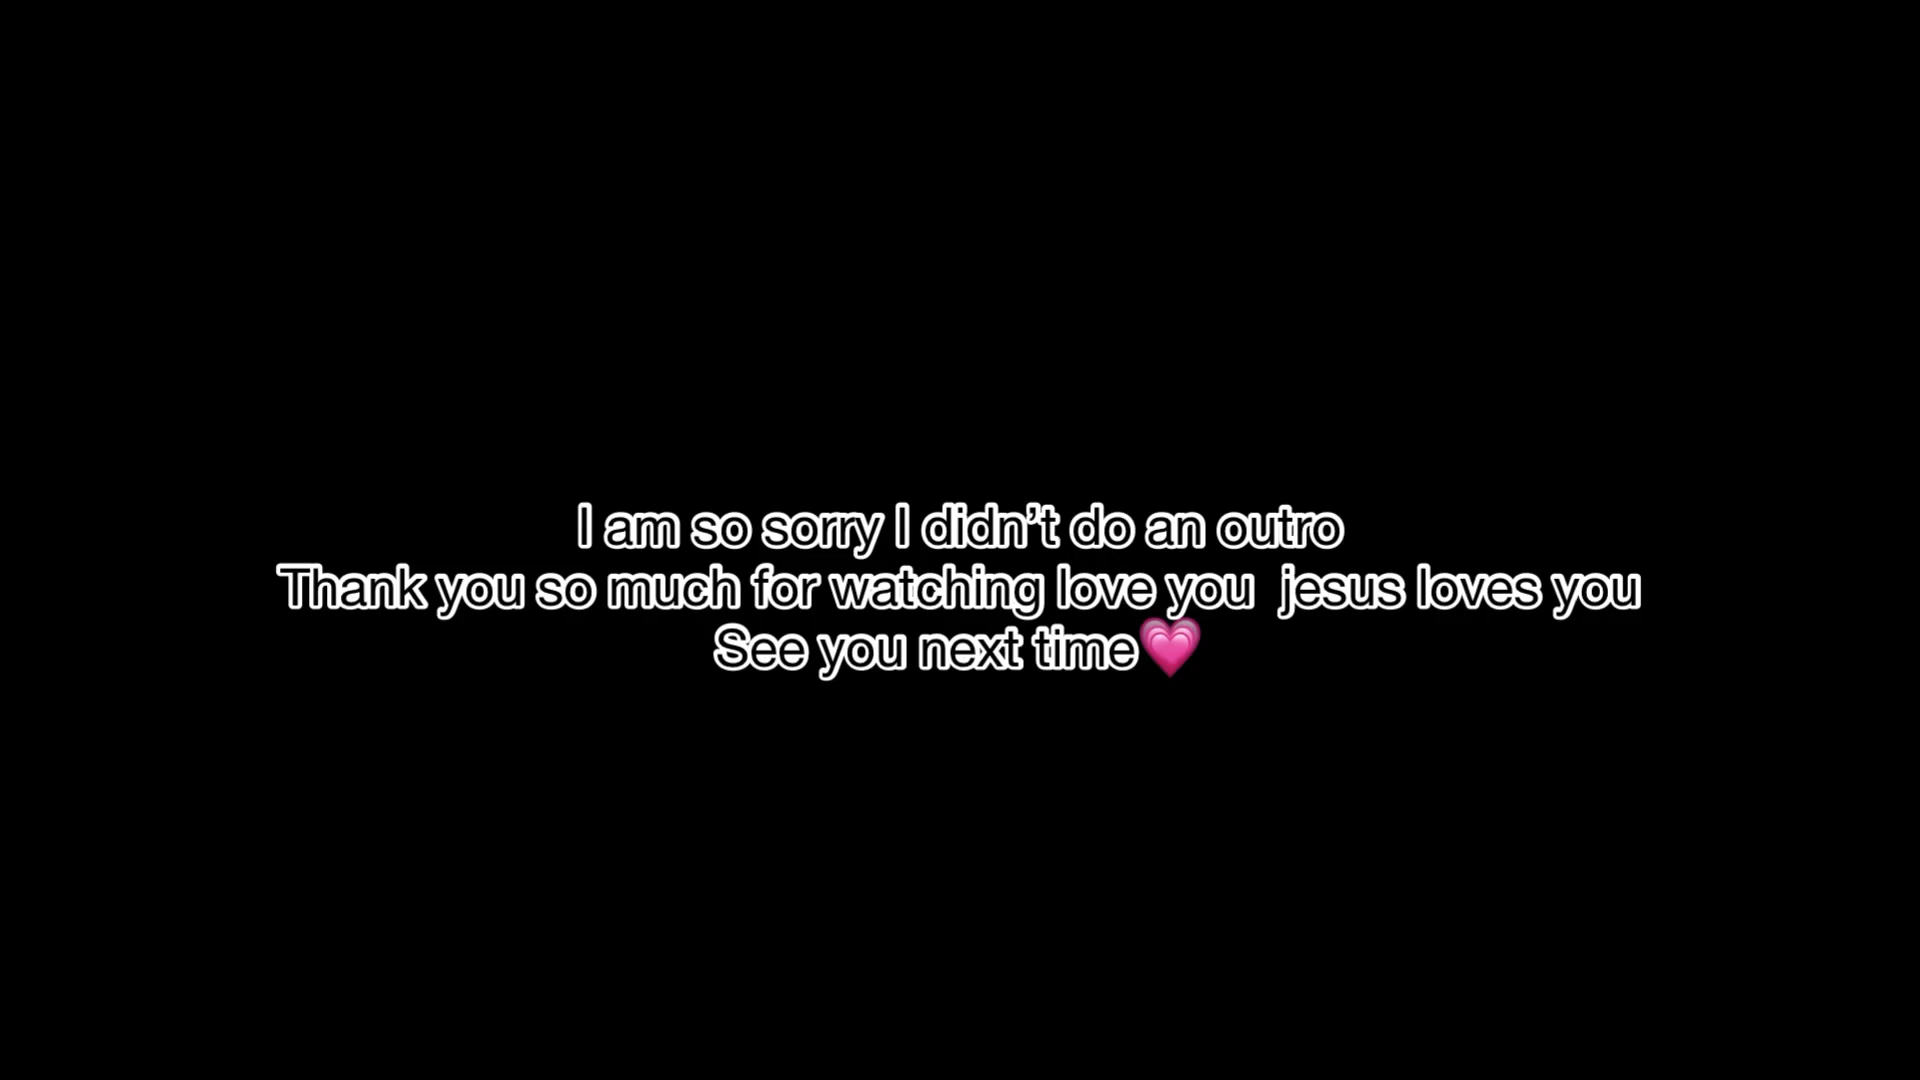 I am so sorry I didn’t do an outro
Thank you so much for watching love you  jesus loves you
See you next time💗